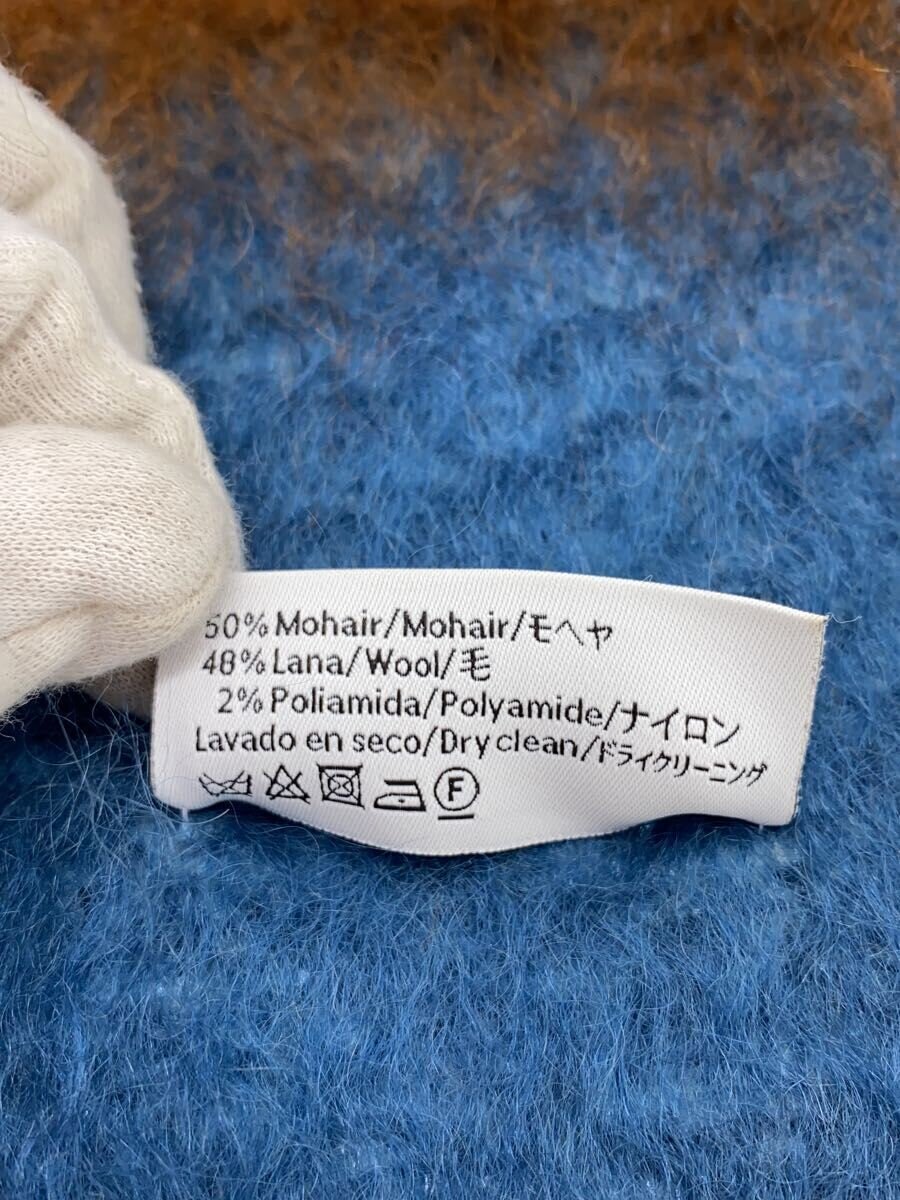 50% Mohair/Mohair/モヘヤ
48% Lana/Wool/毛
2% Poliamida/Polyamide/ナイロン
Lavado en seco/Dry clean/ドライクリーニング
F